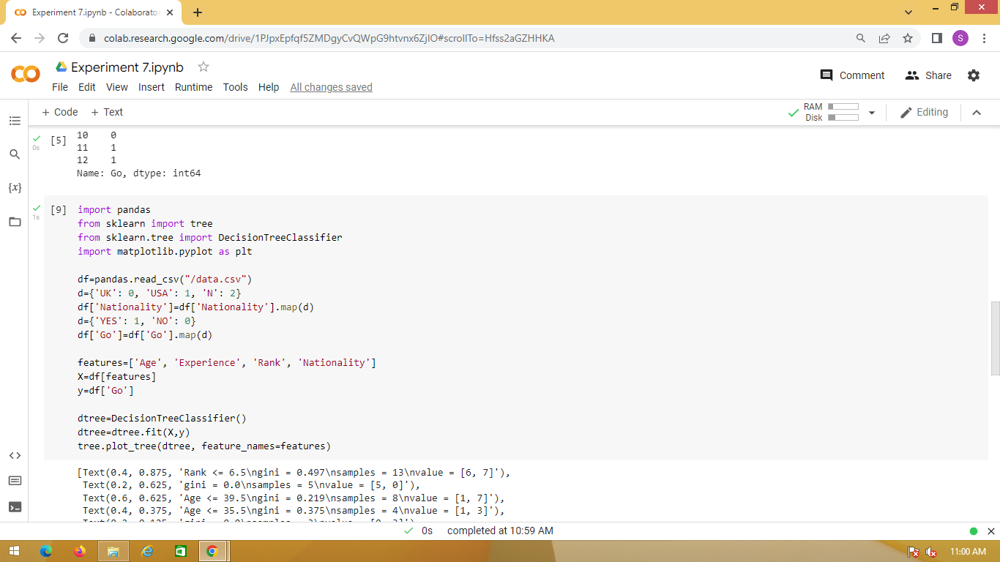 Experiment 7.ipynb - Colaborato
colab.research.google.com/drive/1PJpxEpfqf5ZMDgyCvQWpG9htvnx6ZjIO#scrollTo=Hfss2aGZHHKA
S
Experiment 7.ipynb
Comment
Share
File Edit View Insert Runtime Tools Help All changes saved
+ Code + Text
RAM
Disk
Editing
[5] 10 0
0s
11 1
12 1
Name: Go, dtype: int64
{x}
[9] import pandas
1s
from sklearn import tree
from sklearn.tree import DecisionTreeClassifier
import matplotlib.pyplot as plt
df=pandas.read_csv("/data.csv")
d={'UK': 0, 'USA': 1, 'N': 2}
df['Nationality']=df['Nationality'].map(d)
d={'YES': 1, 'NO': 0}
df['Go']=df['Go'].map(d)
features=['Age', 'Experience', 'Rank', 'Nationality']
X=df[features]
y=df['Go']
dtree=DecisionTreeClassifier()
dtree=dtree.fit(X,y)
tree.plot_tree(dtree, feature_names=features)
[Text(0.4, 0.875, 'Rank <= 6.5\ngini = 0.497\nsamples = 13\nvalue = [6, 7]'),
Text(0.2, 0.625, 'gini = 0.0\nsamples = 5\nvalue = [5, 0]'),
Text(0.6, 0.625, 'Age <= 39.5\ngini = 0.219\nsamples = 8\nvalue = [1, 7]'),
Text(0.4, 0.375, 'Age <= 35.5\ngini = 0.375\nsamples = 4\nvalue = [1, 3]'),
0s completed at 10:59 AM
11:00 AM